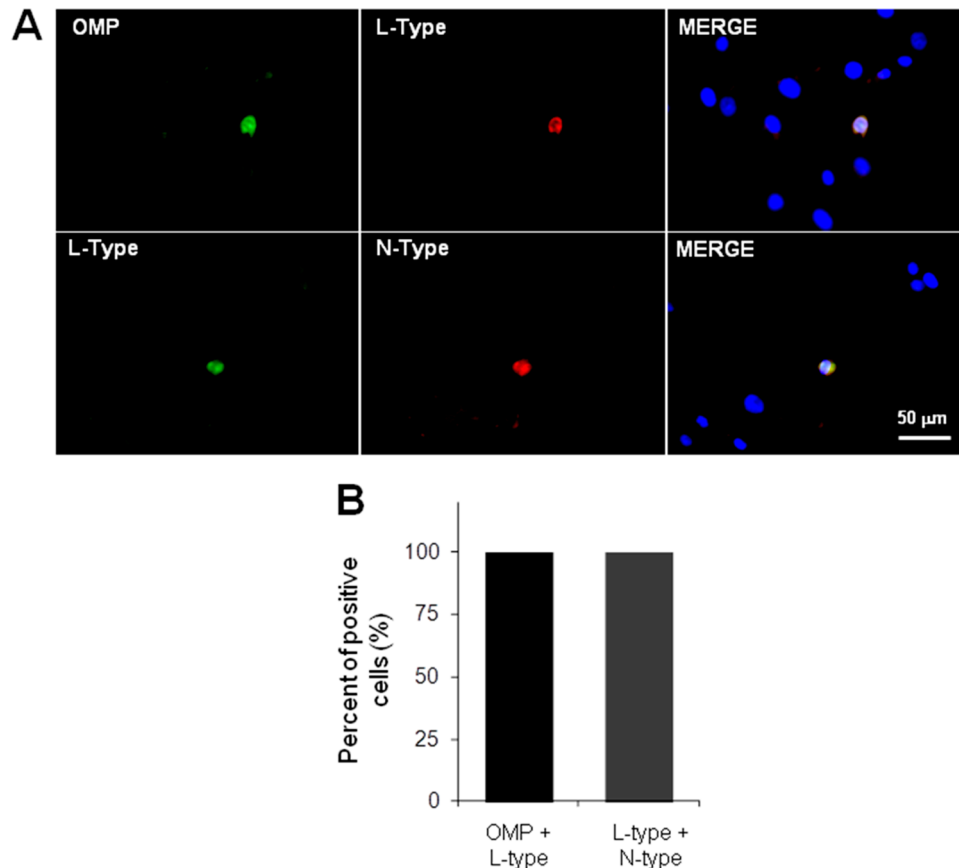 A
OMP
L-Type
MERGE
L-Type
N-Type
MERGE
50 μm
B
Percent of positive
cells (%)
100
75
50
25
0
OMP +
L-type
L-type +
N-type